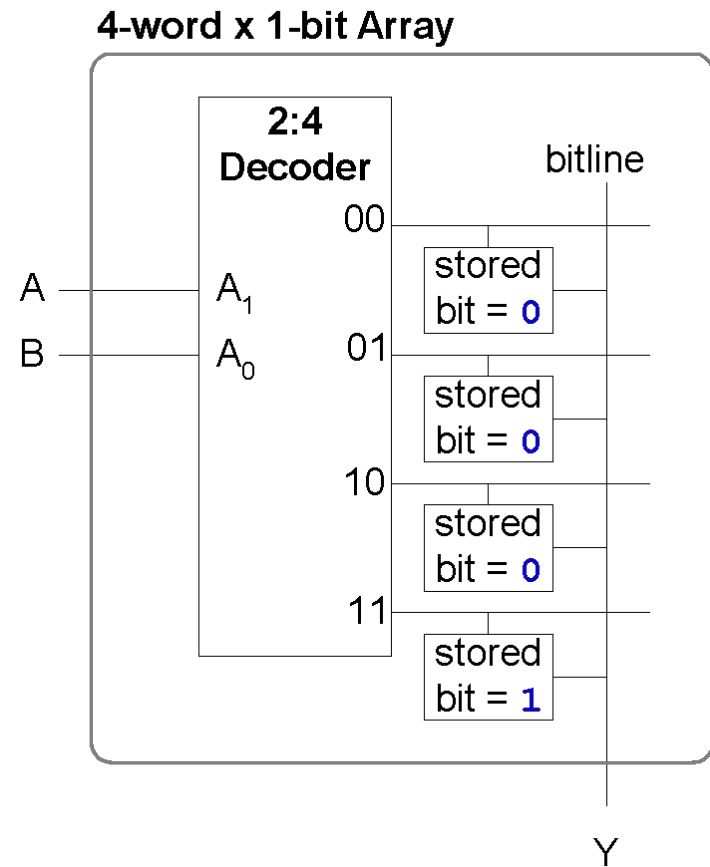 4-word x 1-bit Array
2:4
Decoder
bitline
00
stored
bit = 0
A
A1
B
A0
01
stored
bit = 0
10
stored
bit = 0
11
stored
bit = 1
Y